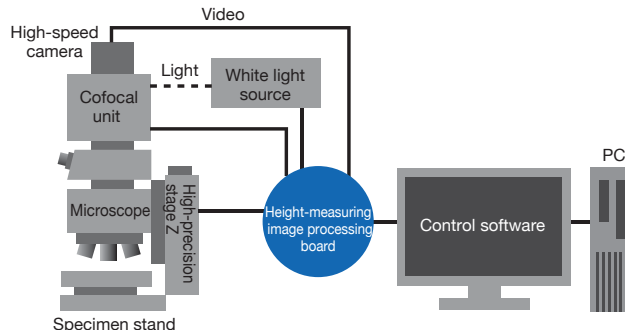 Video
High-speed
camera
Light
White light
source
Cofocal
unit
PC
Microscope
High-precision
stage Z
Height-measuring
image processing
board
Control software
Specimen stand